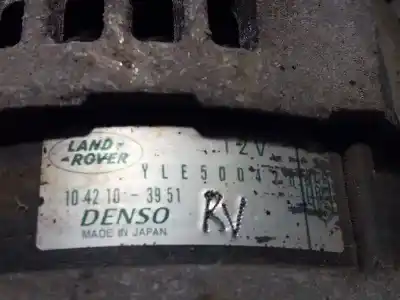 LAND-
-ROVER
12V
YLE500420
104210-3951
DENSO
RV
MADE IN JAPAN